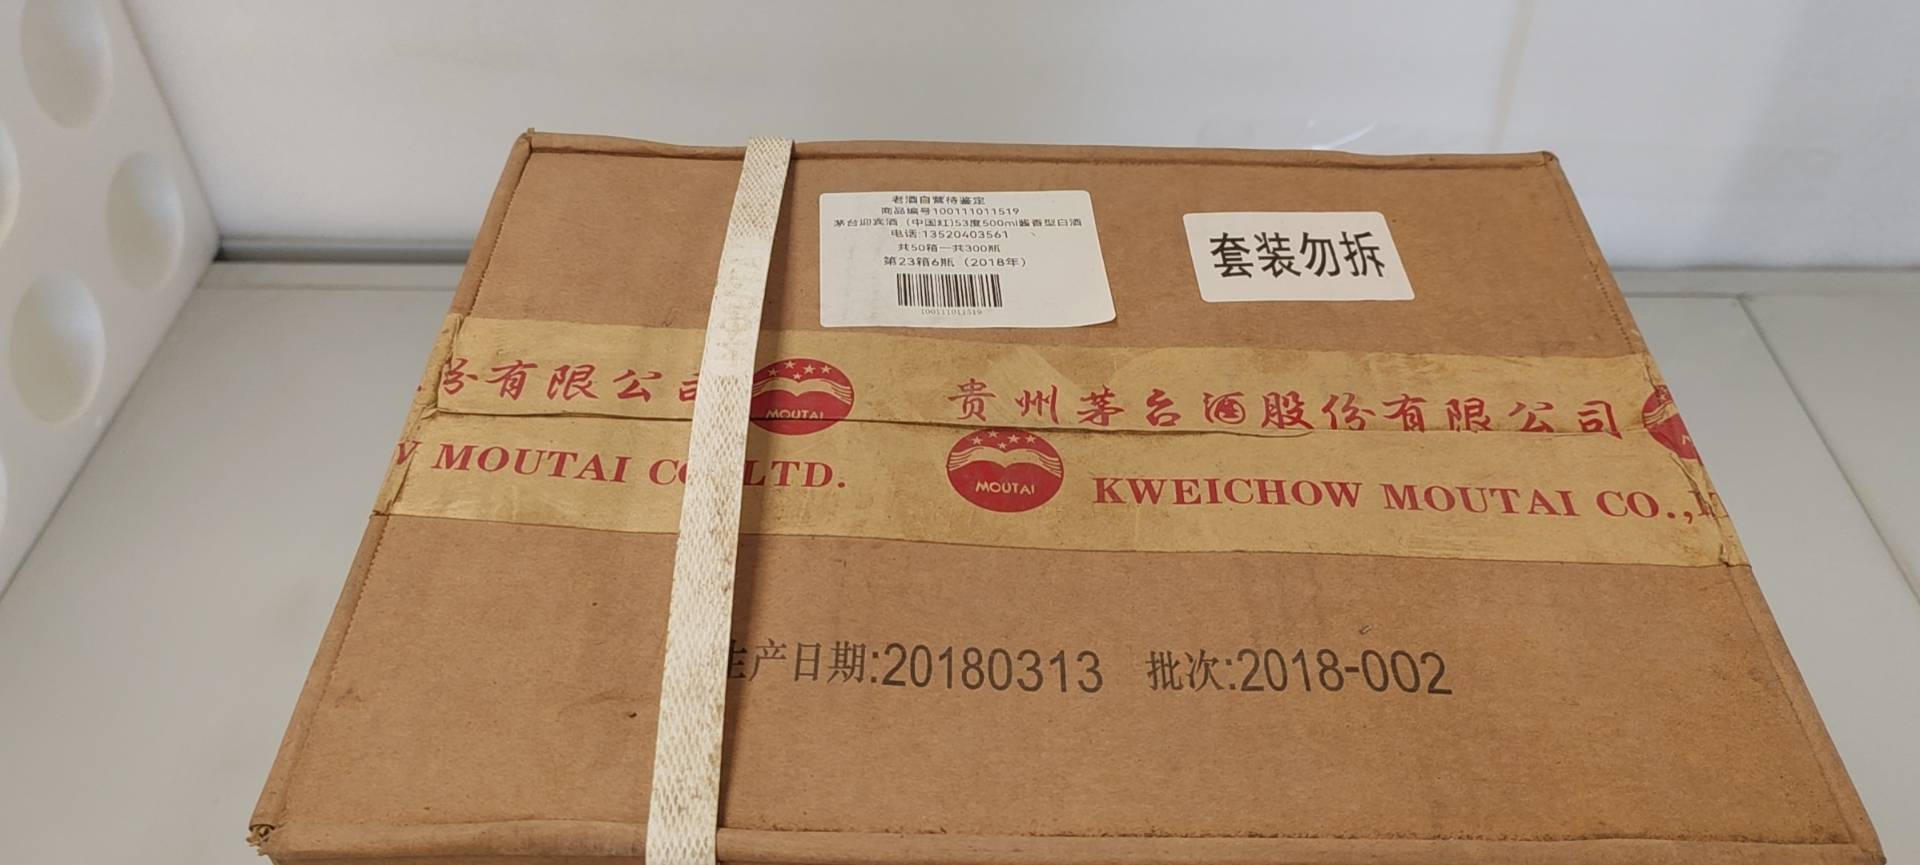 老酒自营待鉴定
商品编号100111011519
茅台迎宾酒（中国红)53度500ml酱香型白酒
电话:13520403561
共50箱一共300瓶
第23箱6瓶（2018年）
100111011519
套装勿拆
份有限公司 MOUTAI 贵州茅台酒股份有限公司
W MOUTAI CO LTD. MOUTAI KWEICHOW MOUTAI CO.,LT
生产日期:20180313 批次:2018-002